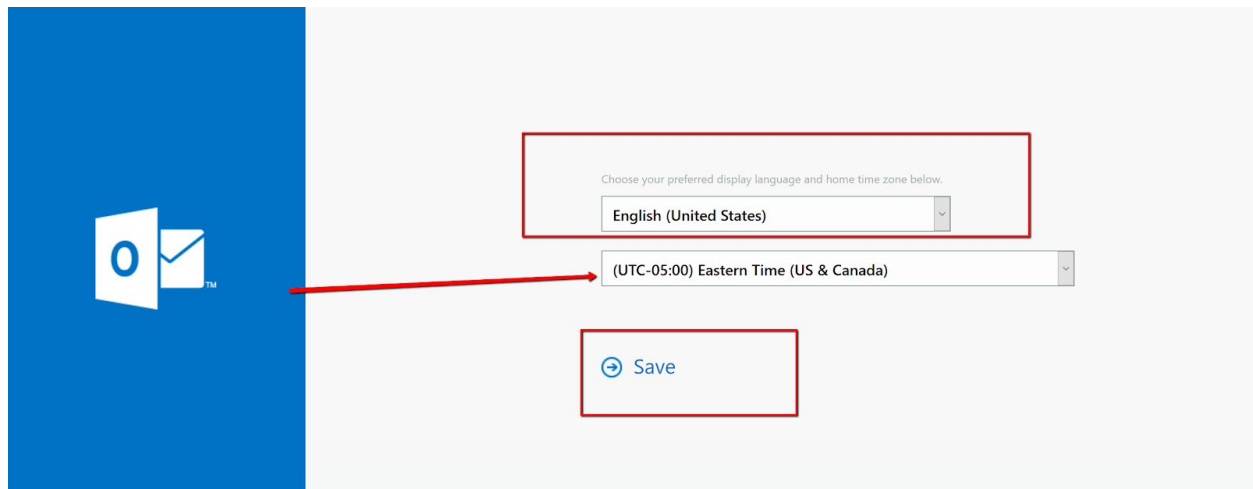 Choose your preferred display language and home time zone below.
English (United States)
(UTC-05:00) Eastern Time (US & Canada)
O TM
Save